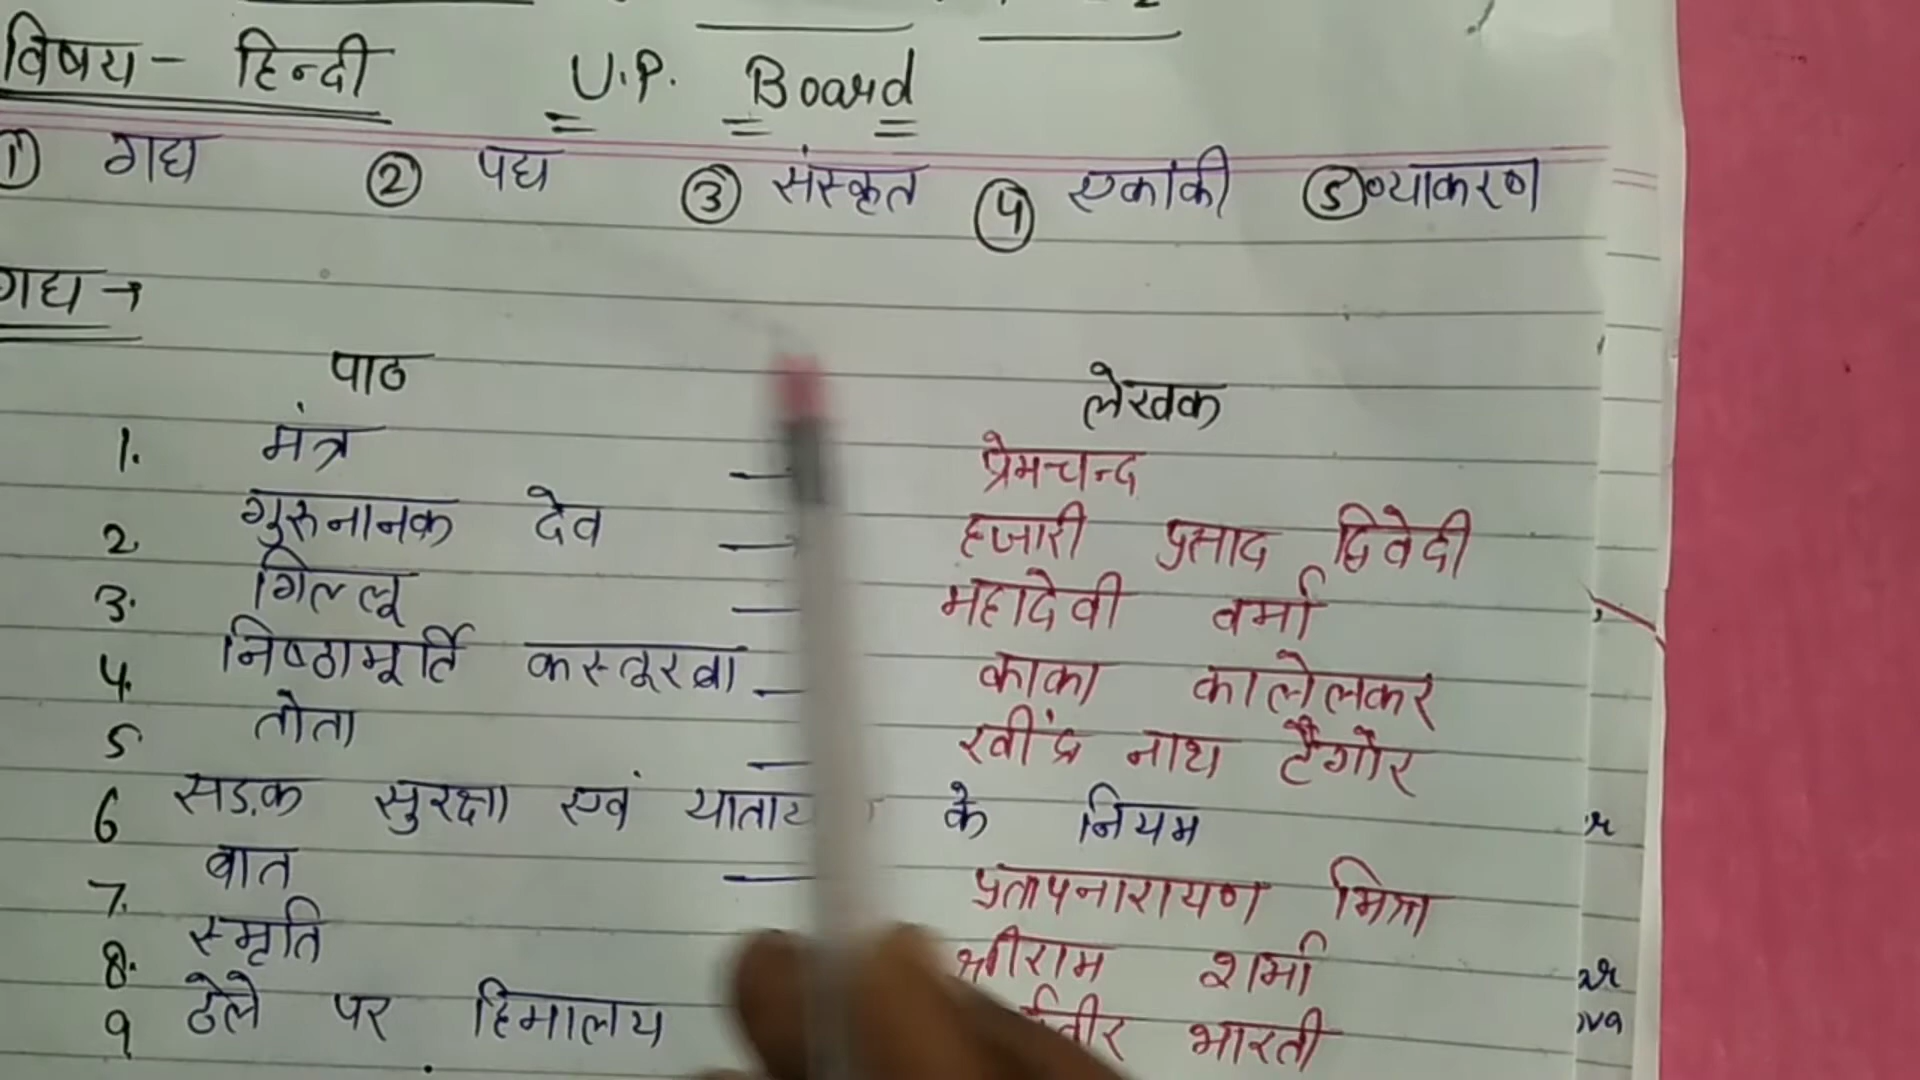 विषय - हिन्दी U.P. Board
① गद्य ② पद्य ③ संस्कृत ④ एकांकी ⑤ व्याकरण
गद्य →
पाठ लेखक
1. मंत्र — प्रेमचन्द
2. गुरुनानक देव — हजारी प्रसाद द्विवेदी
3. गिल्लू — महादेवी वर्मा
4. निष्ठामूर्ति कस्तूरबा — काका कालेलकर
5. तोता — रवींद्र नाथ टैगोर
6 सड़क सुरक्षा एवं के नियम
7. बात — प्रतापनारायण मिश्र
8. स्मृति श्रीराम शर्मा
9 ठेले पर हिमालय भारती